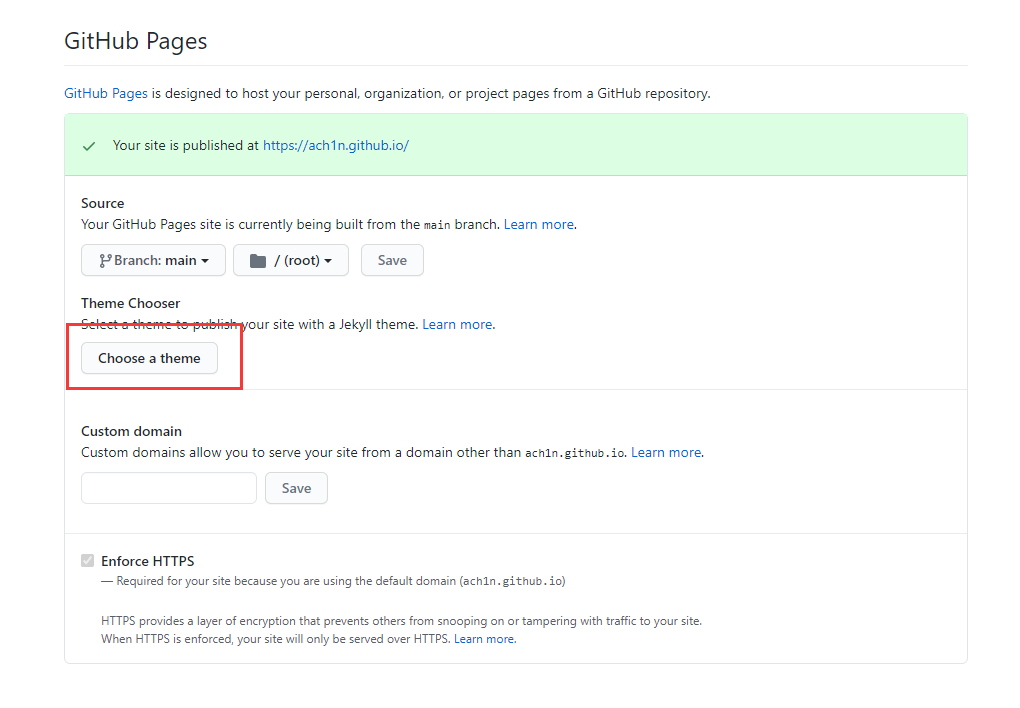 GitHub Pages
GitHub Pages is designed to host your personal, organization, or project pages from a GitHub repository.
Your site is published at https://ach1n.github.io/
Source
Your GitHub Pages site is currently being built from the main branch. Learn more.
Branch: main / (root) Save
Theme Chooser
Select a theme to publish your site with a Jekyll theme. Learn more.
Choose a theme
Custom domain
Custom domains allow you to serve your site from a domain other than ach1n.github.io. Learn more.
Save
Enforce HTTPS
— Required for your site because you are using the default domain (ach1n.github.io)
HTTPS provides a layer of encryption that prevents others from snooping on or tampering with traffic to your site.
When HTTPS is enforced, your site will only be served over HTTPS. Learn more.